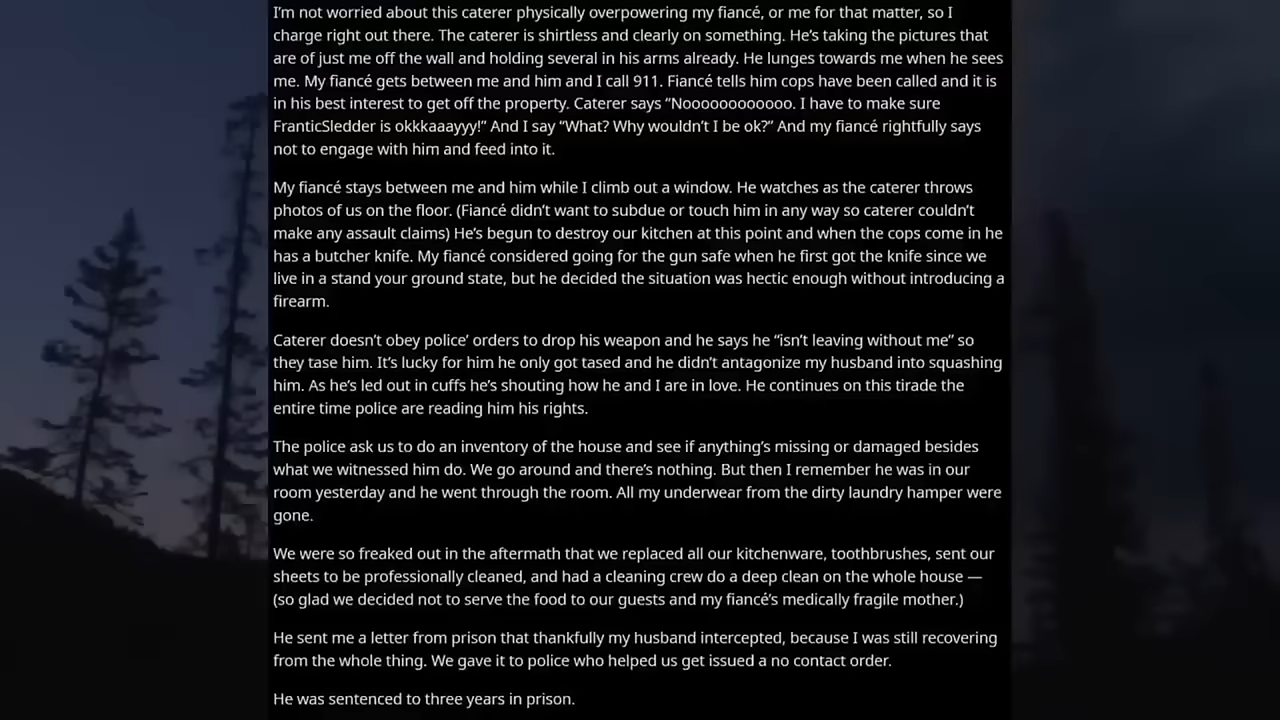 I'm not worried about this caterer physically overpowering my fiancé, or me for that matter, so I
charge right out there. The caterer is shirtless and clearly on something. He's taking the pictures that
are of just me off the wall and holding several in his arms already. He lunges towards me when he sees
me. My fiancé gets between me and him and I call 911. Fiancé tells him cops have been called and it is
in his best interest to get off the property. Caterer says "Noooooooooooo. I have to make sure
FranticSledder is okkkaaayyy!" And I say "What? Why wouldn't I be ok?" And my fiancé rightfully says
not to engage with him and feed into it.
My fiancé stays between me and him while I climb out a window. He watches as the caterer throws
photos of us on the floor. (Fiancé didn't want to subdue or touch him in any way so caterer couldn't
make any assault claims) He's begun to destroy our kitchen at this point and when the cops come in he
has a butcher knife. My fiancé considered going for the gun safe when he first got the knife since we
live in a stand your ground state, but he decided the situation was hectic enough without introducing a
firearm.
Caterer doesn't obey police' orders to drop his weapon and he says he "isn't leaving without me" so
they tase him. It's lucky for him he only got tased and he didn't antagonize my husband into squashing
him. As he's led out in cuffs he's shouting how he and I are in love. He continues on this tirade the
entire time police are reading him his rights.
The police ask us to do an inventory of the house and see if anything's missing or damaged besides
what we witnessed him do. We go around and there's nothing. But then I remember he was in our
room yesterday and he went through the room. All my underwear from the dirty laundry hamper were
gone.
We were so freaked out in the aftermath that we replaced all our kitchenware, toothbrushes, sent our
sheets to be professionally cleaned, and had a cleaning crew do a deep clean on the whole house —
(so glad we decided not to serve the food to our guests and my fiancé's medically fragile mother.)
He sent me a letter from prison that thankfully my husband intercepted, because I was still recovering
from the whole thing. We gave it to police who helped us get issued a no contact order.
He was sentenced to three years in prison.